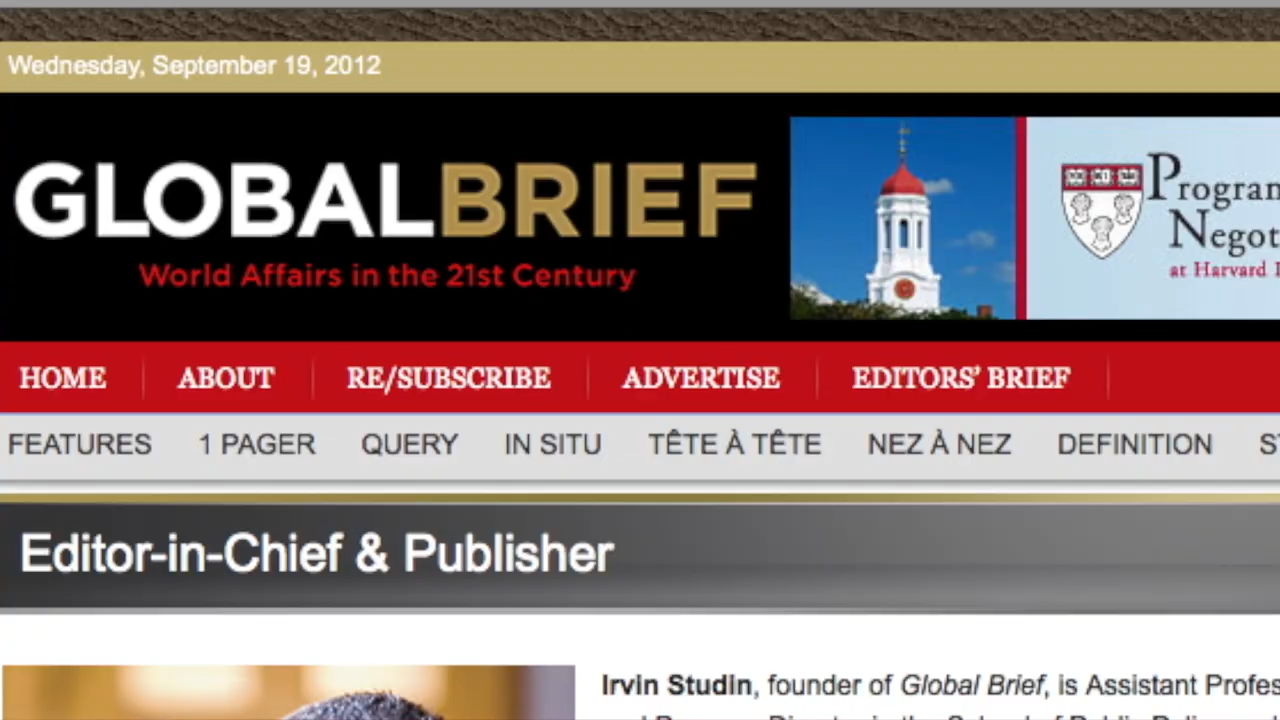 Wednesday, September 19, 2012
GLOBALBRIEF
World Affairs in the 21st Century
at Harvard
HOME ABOUT RE/SUBSCRIBE ADVERTISE EDITORS' BRIEF
FEATURES 1 PAGER QUERY IN SITU TÊTE À TÊTE NEZ À NEZ DEFINITION
Editor-in-Chief & Publisher
Irvin Studin, founder of Global Brief, is Assistant